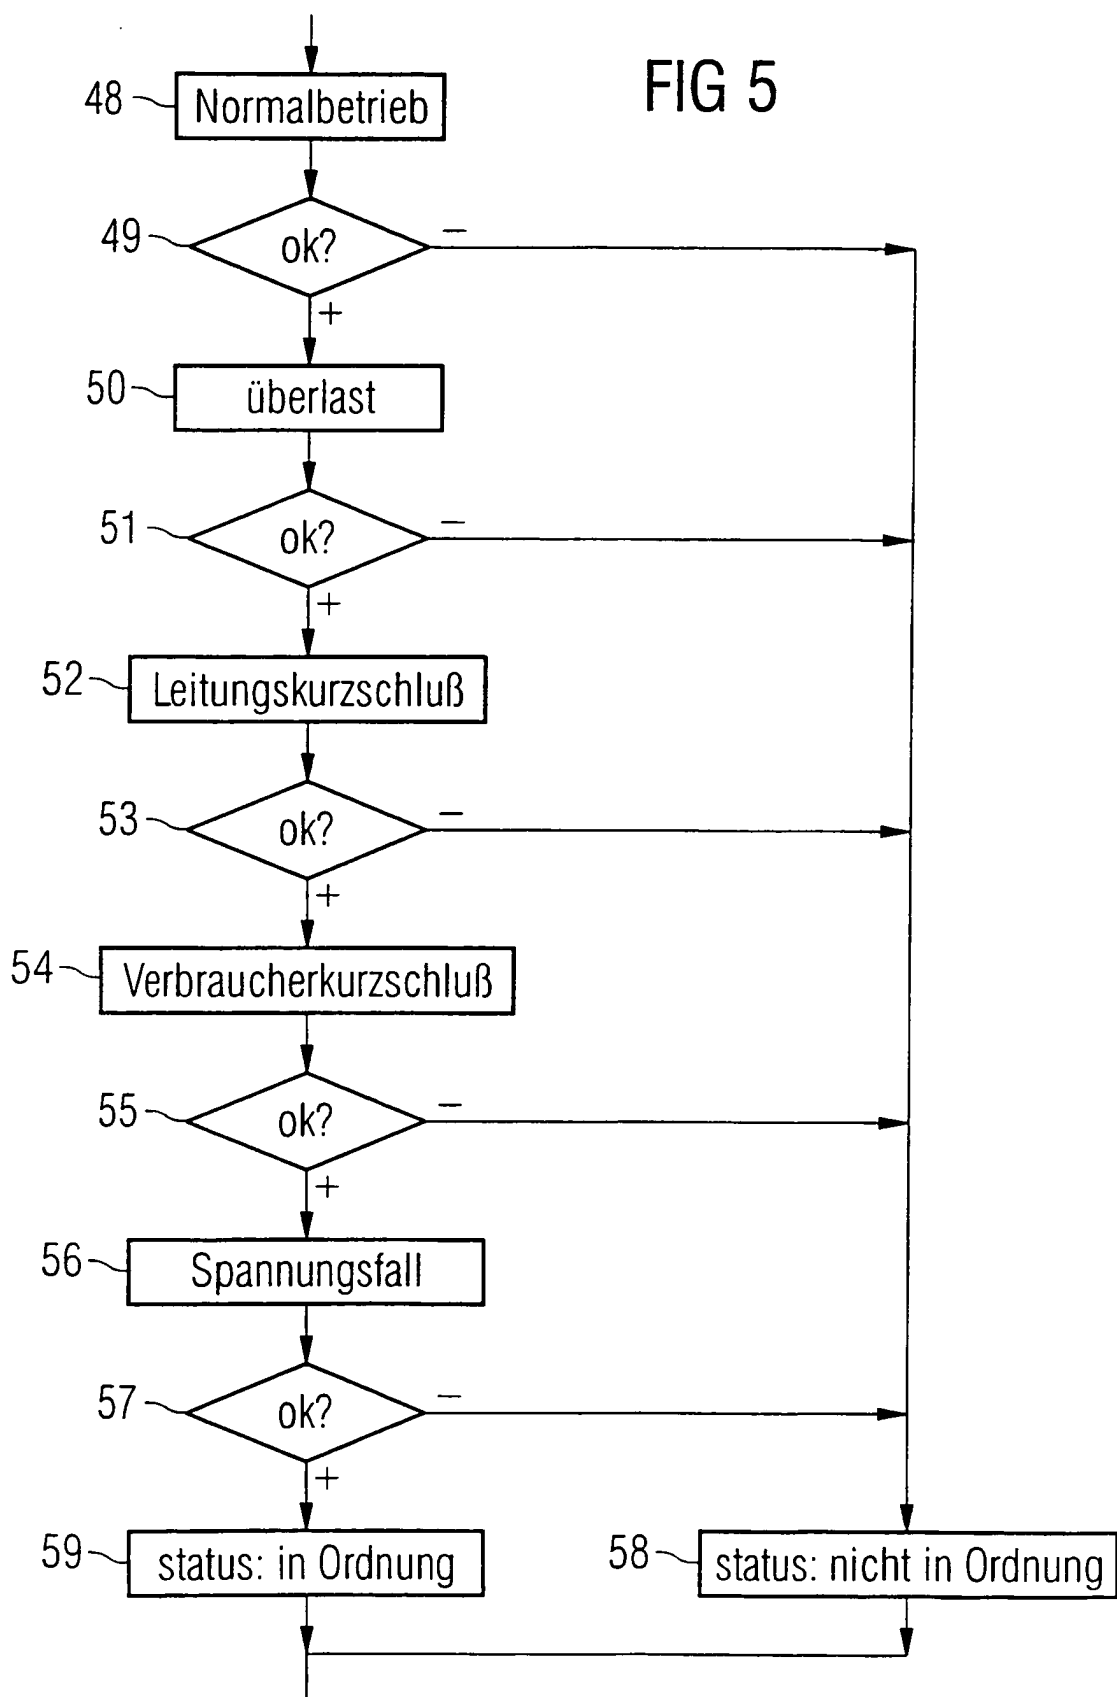 FIG 5
48 Normalbetrieb
49 ok? −
+
50 überlast
51 ok? −
+
52 Leitungskurzschluß
53 ok? −
+
54 Verbraucherkurzschluß
55 ok? −
+
56 Spannungsfall
57 ok? −
+
59 status: in Ordnung
58 status: nicht in Ordnung